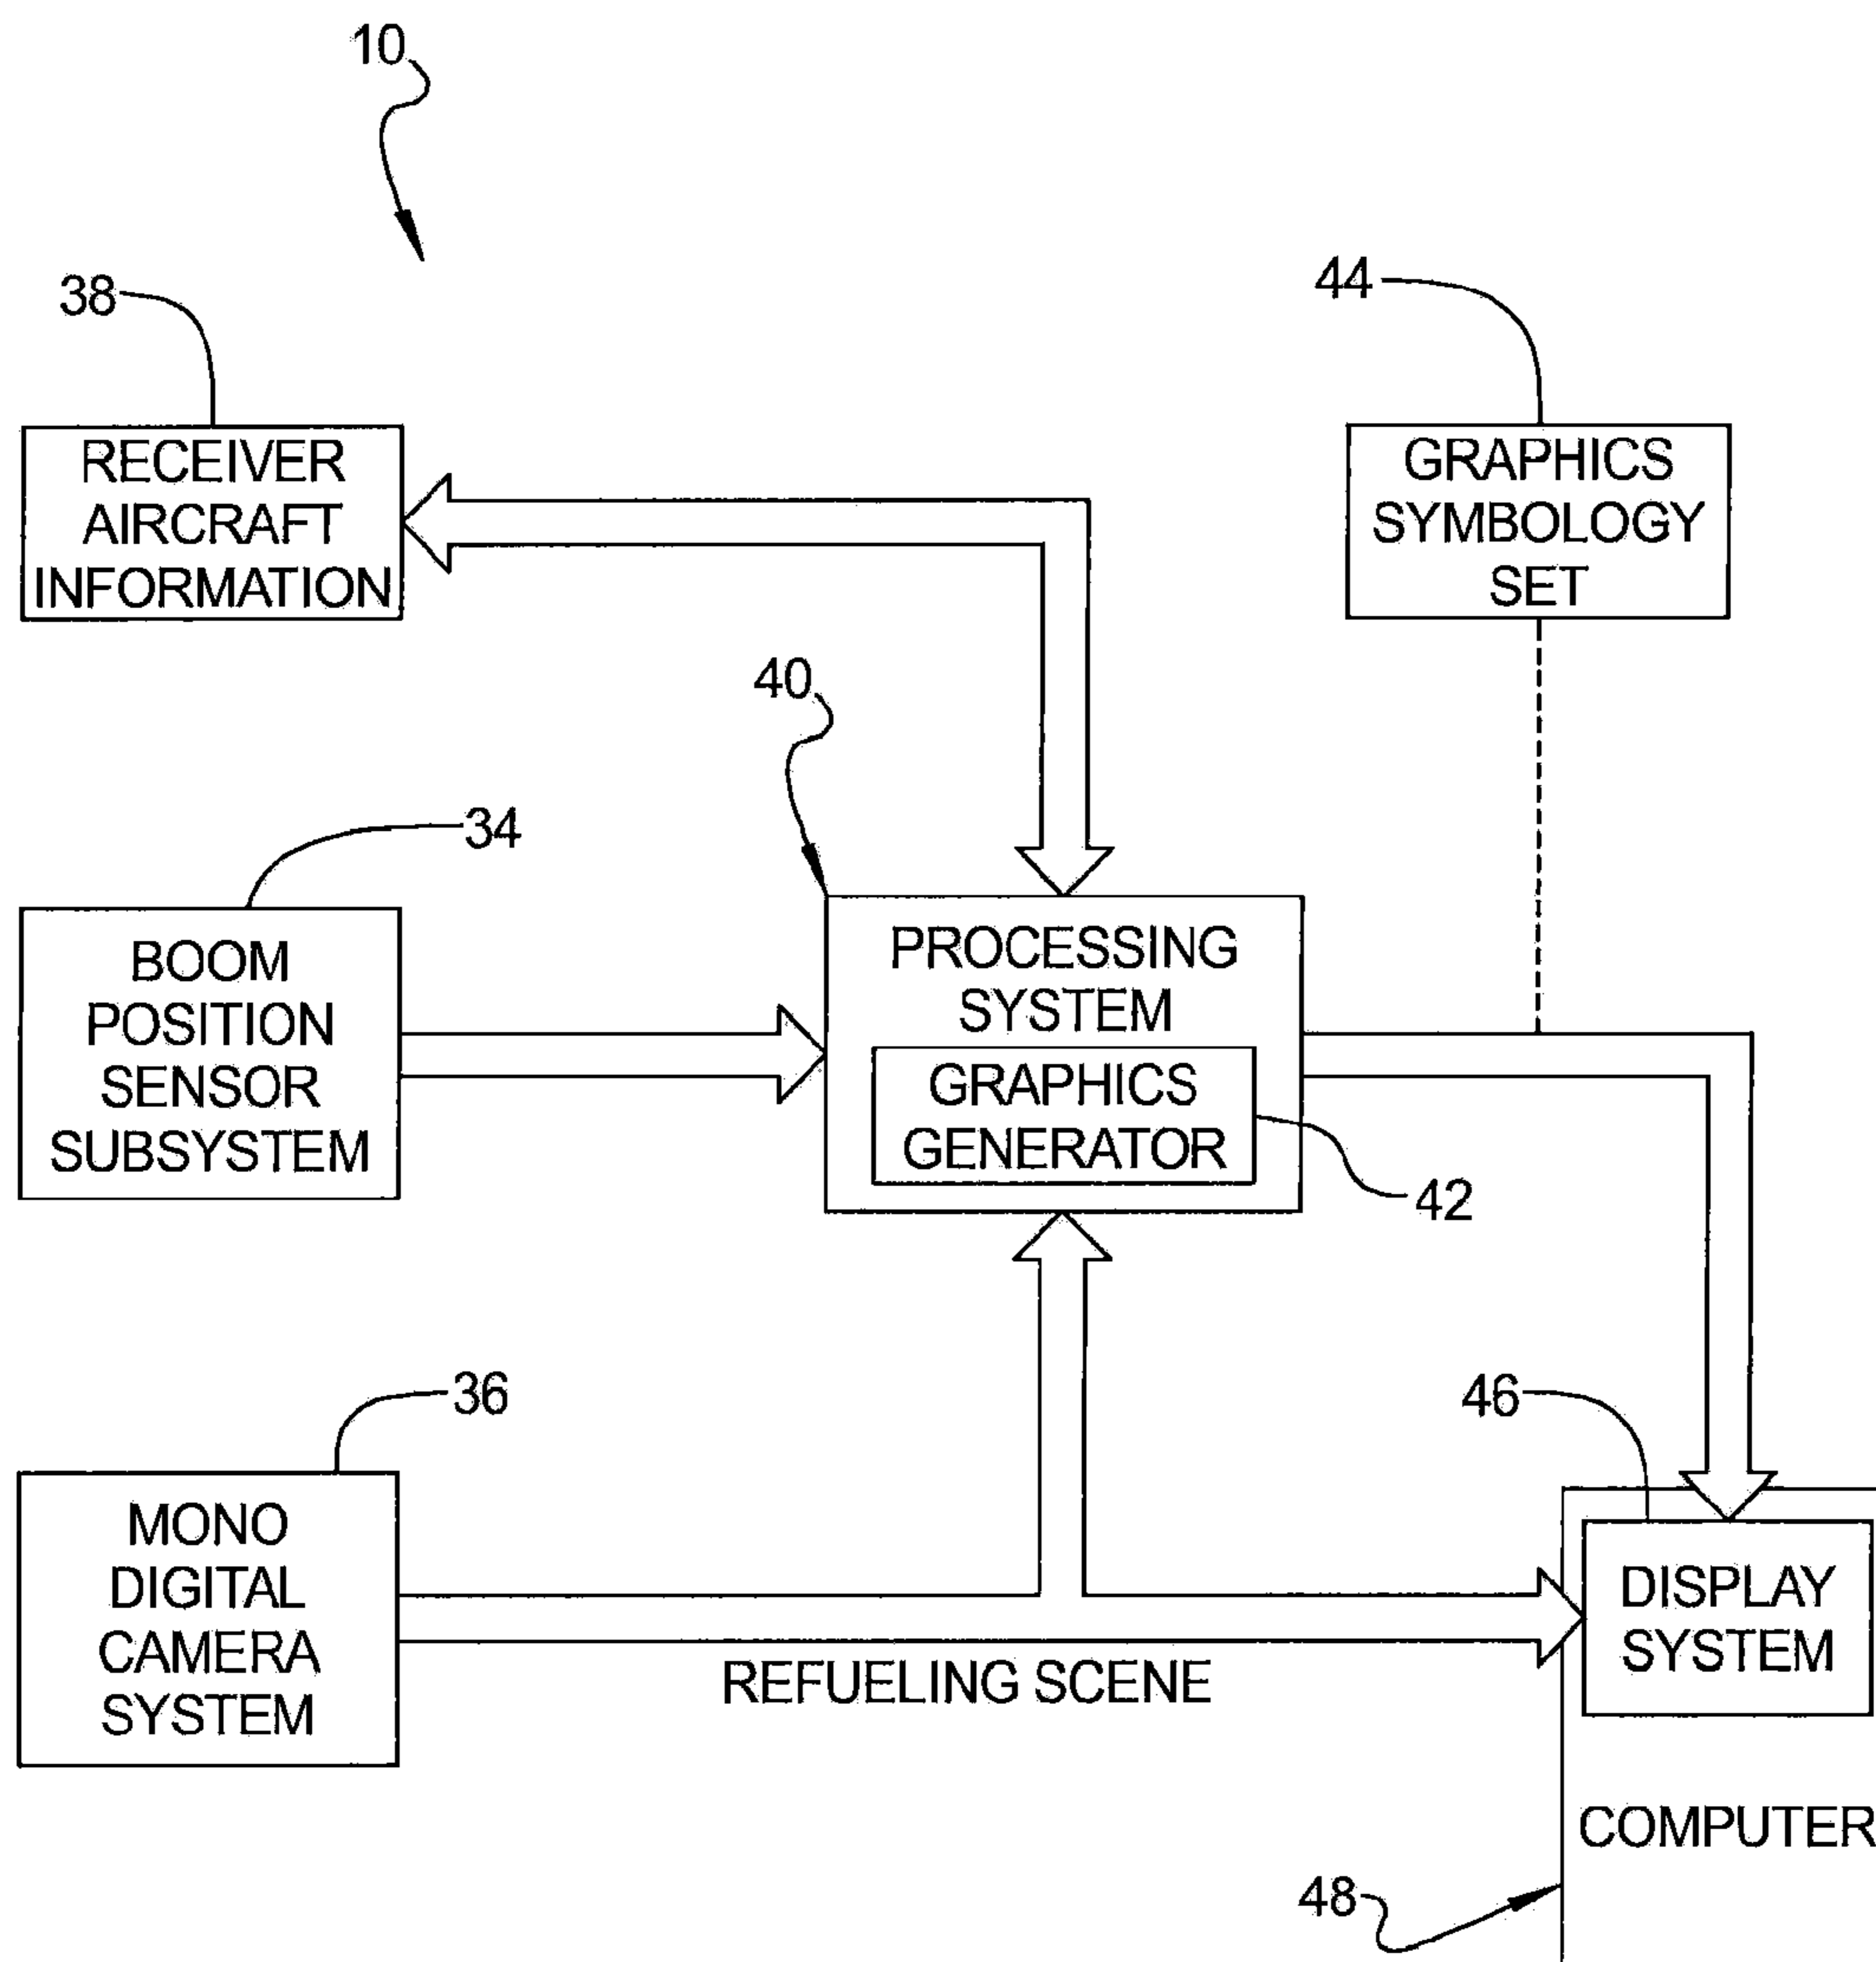 10
38
44
RECEIVER
AIRCRAFT
INFORMATION
GRAPHICS
SYMBOLOGY
SET
40
34
BOOM
POSITION
SENSOR
SUBSYSTEM
PROCESSING
SYSTEM
GRAPHICS
GENERATOR
42
36
46
MONO
DIGITAL
CAMERA
SYSTEM
REFUELING SCENE
DISPLAY
SYSTEM
COMPUTER
48